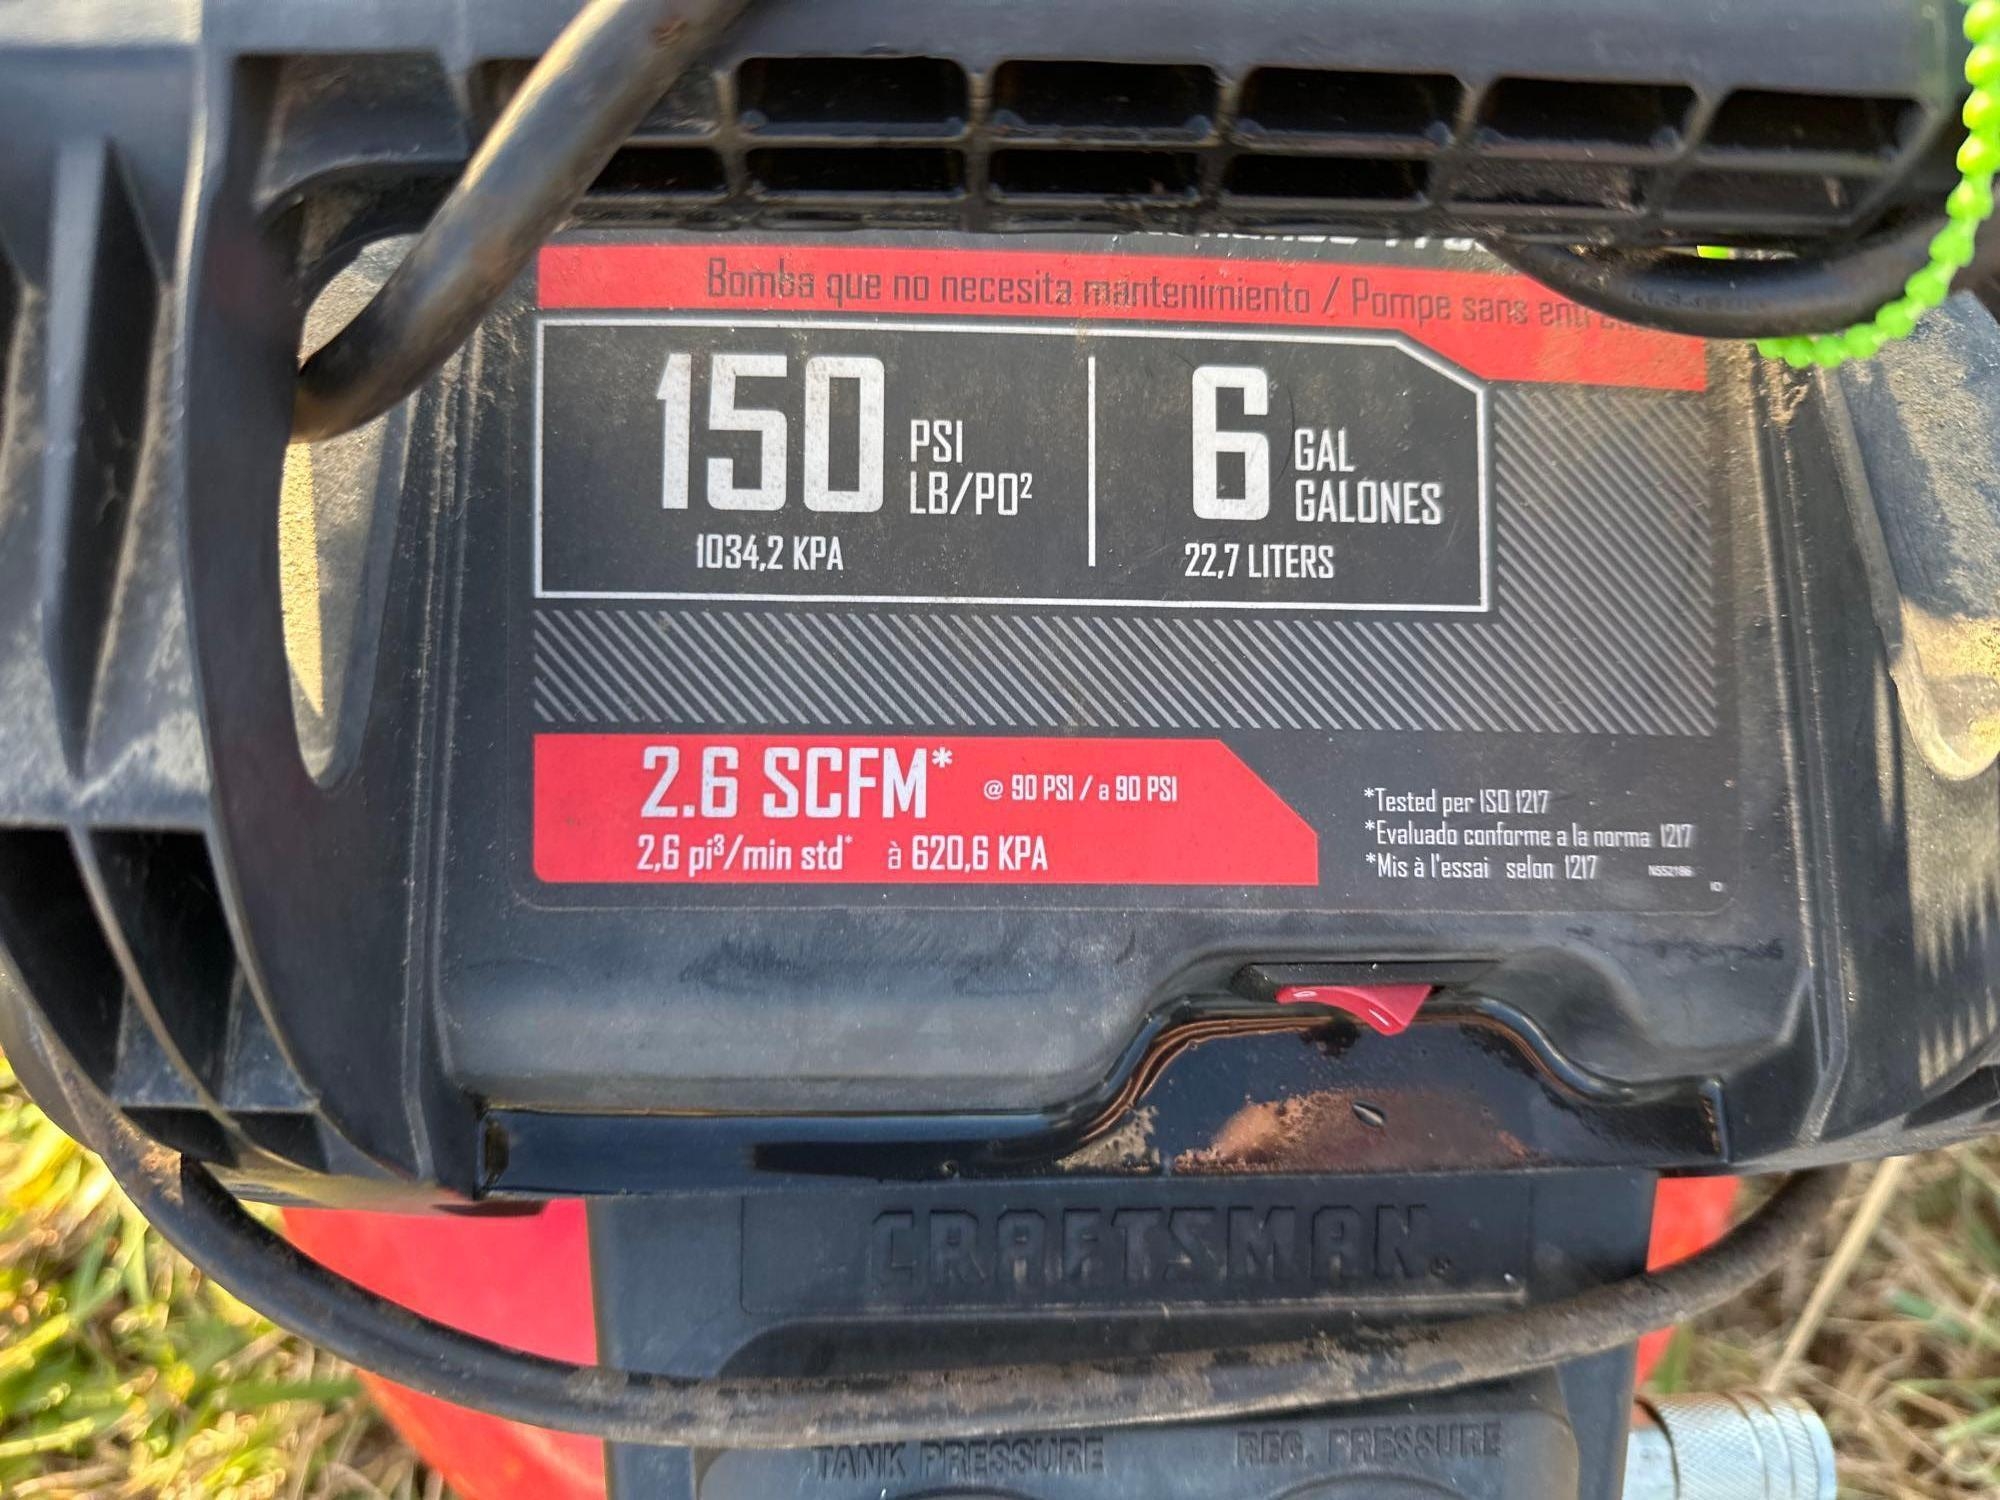 Bomba que no necesita mantenimiento / Pompe sans
150 PSI
LB/PO²
1034,2 KPA
6 GAL
GALONES
22,7 LITERS
2.6 SCFM* @ 90 PSI / a 90 PSI
2,6 pi³/min std* à 620,6 KPA
*Tested per ISO 1217
*Evaluado conforme a la norma 1217
*Mis à l'essai selon 1217
N552186
CRAFTSMAN
TANK PRESSURE
REG. PRESSURE